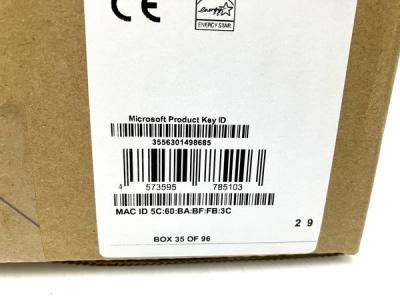 CE
energy
ENERGY STAR
Microsoft Product Key ID
3556301498685
4 573595 785103
MAC ID 5C:60:BA:BF:FB:3C
2 9
BOX 35 OF 96